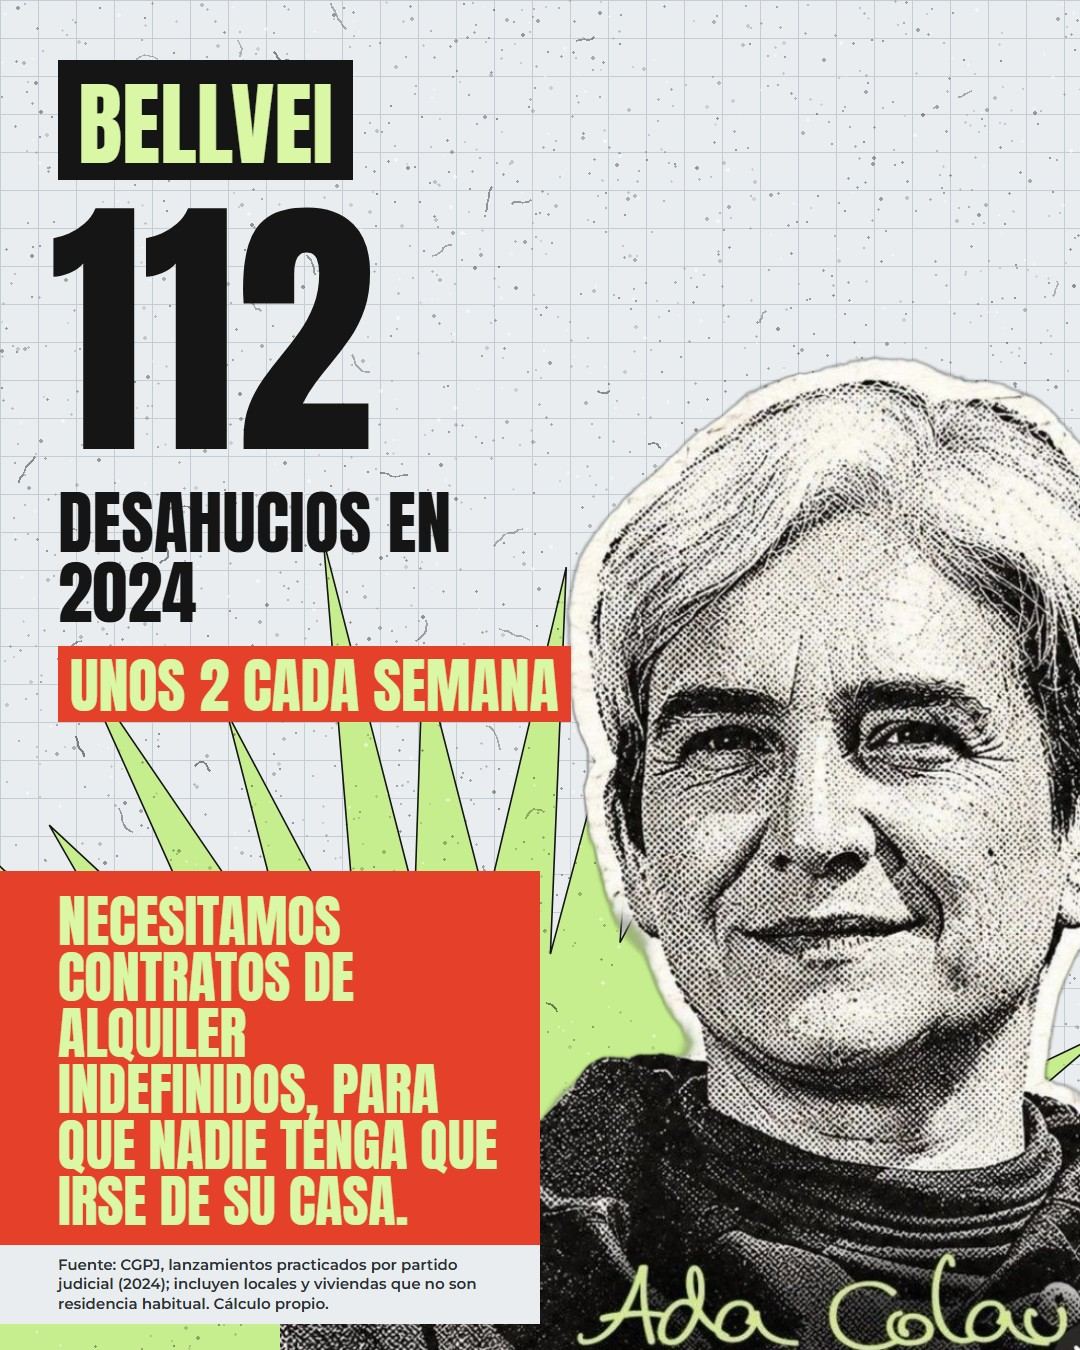 BELLVEI
112
DESAHUCIOS EN
2024
UNOS 2 CADA SEMANA
NECESITAMOS
CONTRATOS DE
ALQUILER
INDEFINIDOS, PARA
QUE NADIE TENGA QUE
IRSE DE SU CASA.
Fuente: CGPJ, lanzamientos practicados por partido
judicial (2024); incluyen locales y viviendas que no son
residencia habitual. Cálculo propio.
Ada Colau